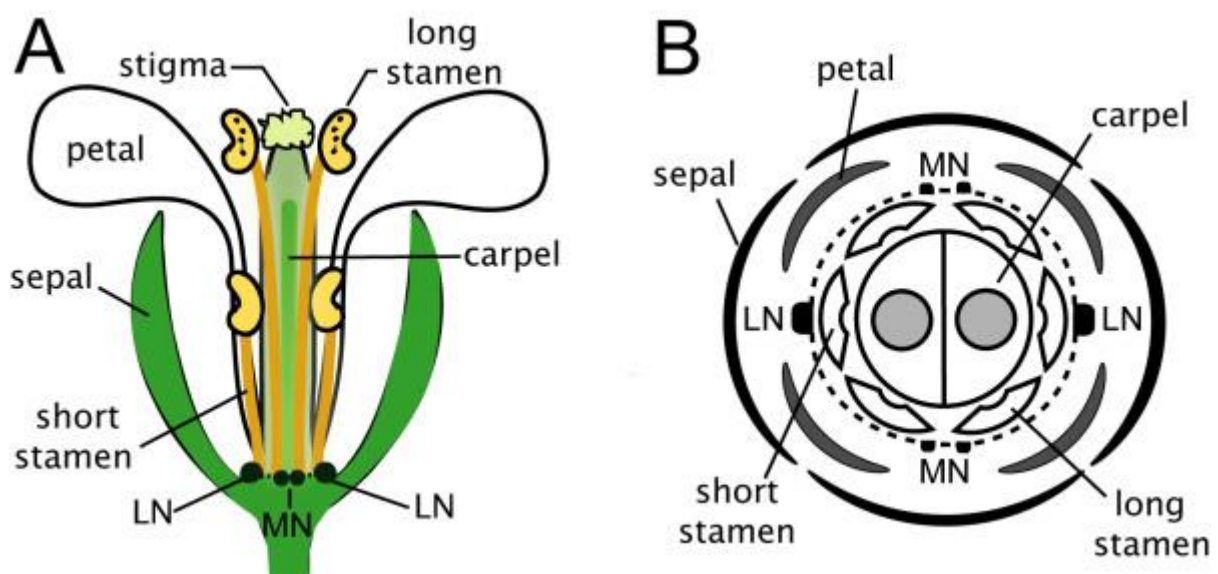 A
stigma
long
stamen
petal
sepal
carpel
short
stamen
LN
MN
LN
B
petal
carpel
sepal
MN
LN
LN
MN
short
stamen
long
stamen